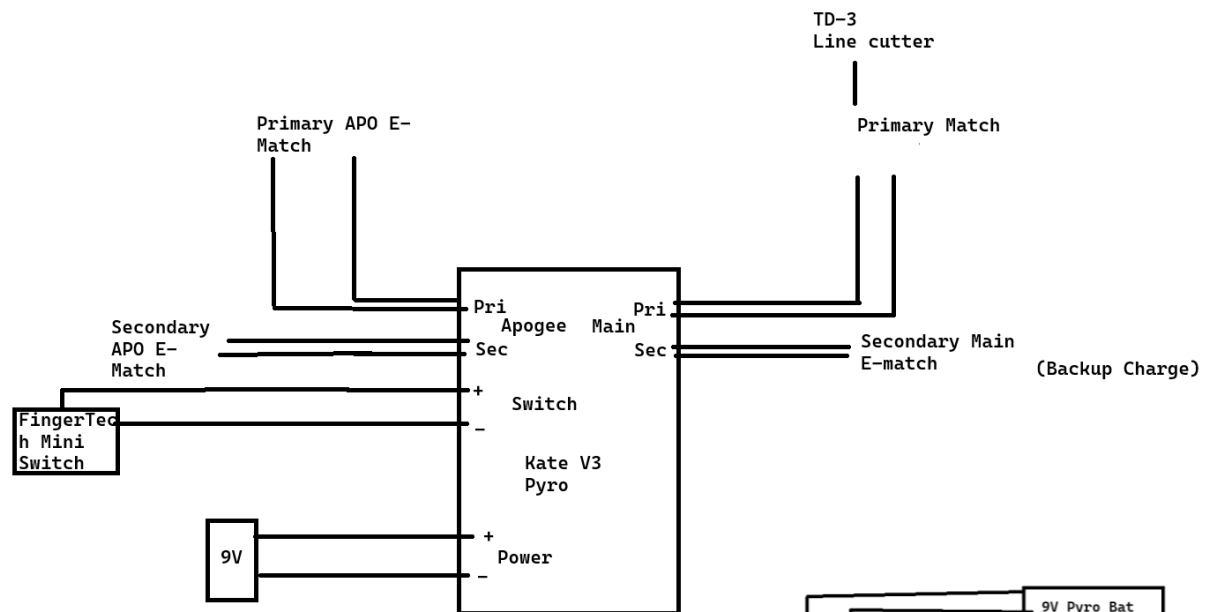 TD-3
Line cutter
Primary APO E-
Match
Primary Match
Pri
Pri
Apogee
Main
Secondary
APO E-
Match
Sec
Sec
Secondary Main
E-match
(Backup Charge)
+
Switch
FingerTec
h Mini
Switch
-
Kate V3
Pyro
9V
+
Power
-
9V Pyro Bat